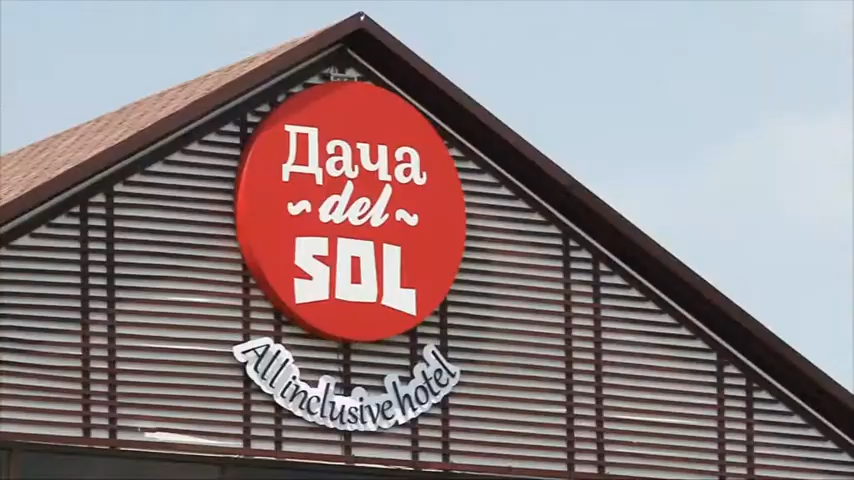 Дача
~ del ~
SOL
All inclusive hotel